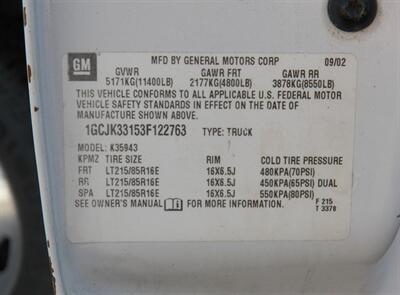 GM MFD BY GENERAL MOTORS CORP 09/02
GVWR GAWR FRT GAWR RR
5171KG(11400LB) 2177KG(4800LB) 3878KG(8550LB)
THIS VEHICLE CONFORMS TO ALL APPLICABLE U.S. FEDERAL MOTOR
VEHICLE SAFETY STANDARDS IN EFFECT ON THE DATE OF
MANUFACTURE SHOWN ABOVE.
1GCJK33153F122763 TYPE: TRUCK
MODEL: K35943
KPMZ TIRE SIZE RIM COLD TIRE PRESSURE
FRT LT215/85R16E 16X6.5J 480KPA(70PSI)
RR LT215/85R16E 16X6.5J 450KPA(65PSI) DUAL
SPA LT215/85R16E 16X6.5J 550KPA(80PSI)
SEE OWNER'S MANUAL FOR MORE INFORMATION. F 215
T 3378